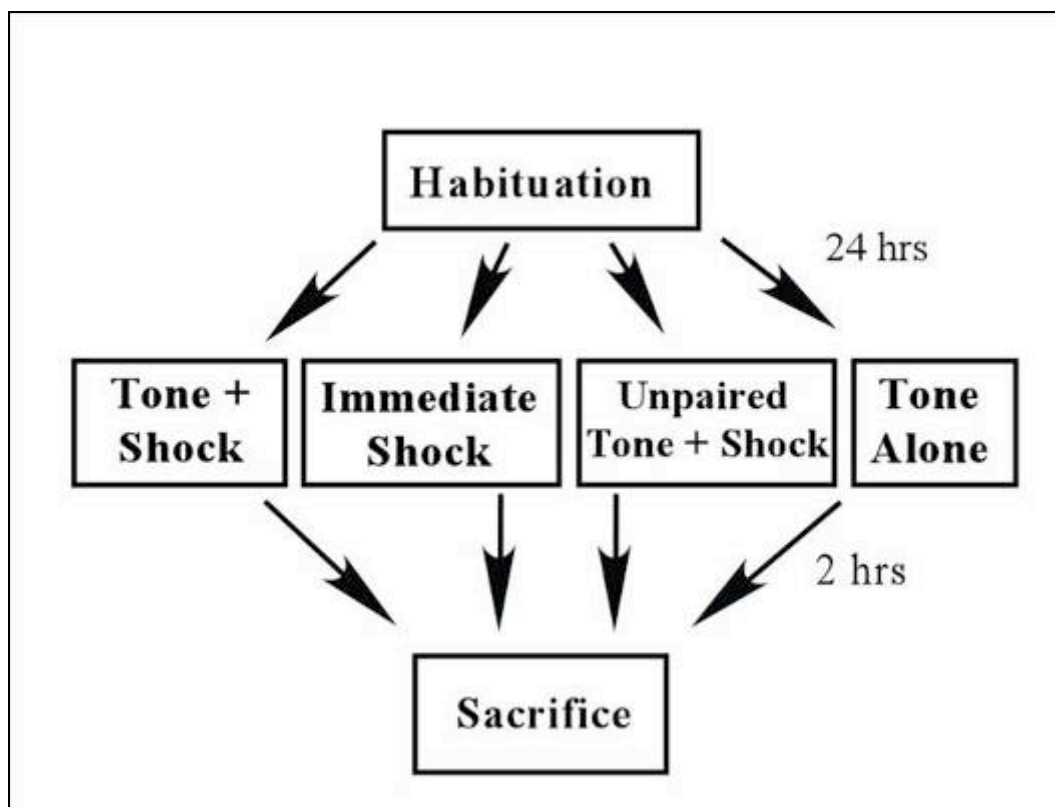 Habituation
24 hrs
Tone +
Shock
Immediate
Shock
Unpaired
Tone + Shock
Tone
Alone
2 hrs
Sacrifice